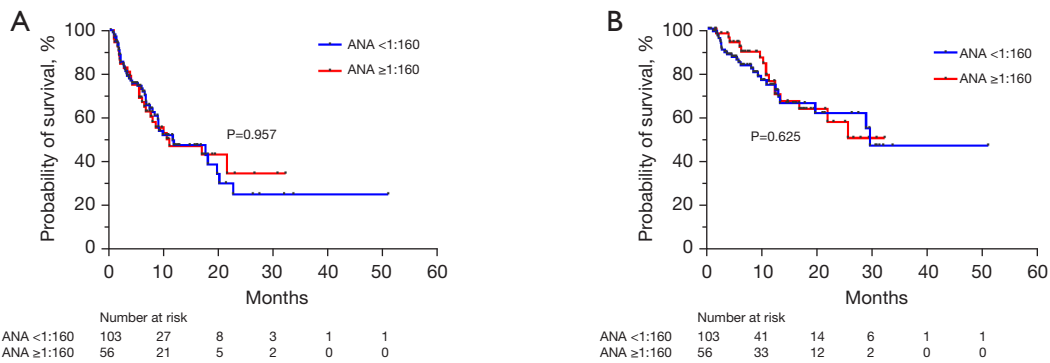 A
Probability of survival, %
100
80
60
40
20
0
ANA <1:160
ANA ≥1:160
P=0.957
0 10 20 30 40 50 60
Months
Number at risk
ANA <1:160 103 27 8 3 1 1
ANA ≥1:160 56 21 5 2 0 0
B
Probability of survival, %
100
80
60
40
20
0
ANA <1:160
ANA ≥1:160
P=0.625
0 10 20 30 40 50 60
Months
Number at risk
ANA <1:160 103 41 14 6 1 1
ANA ≥1:160 56 33 12 2 0 0